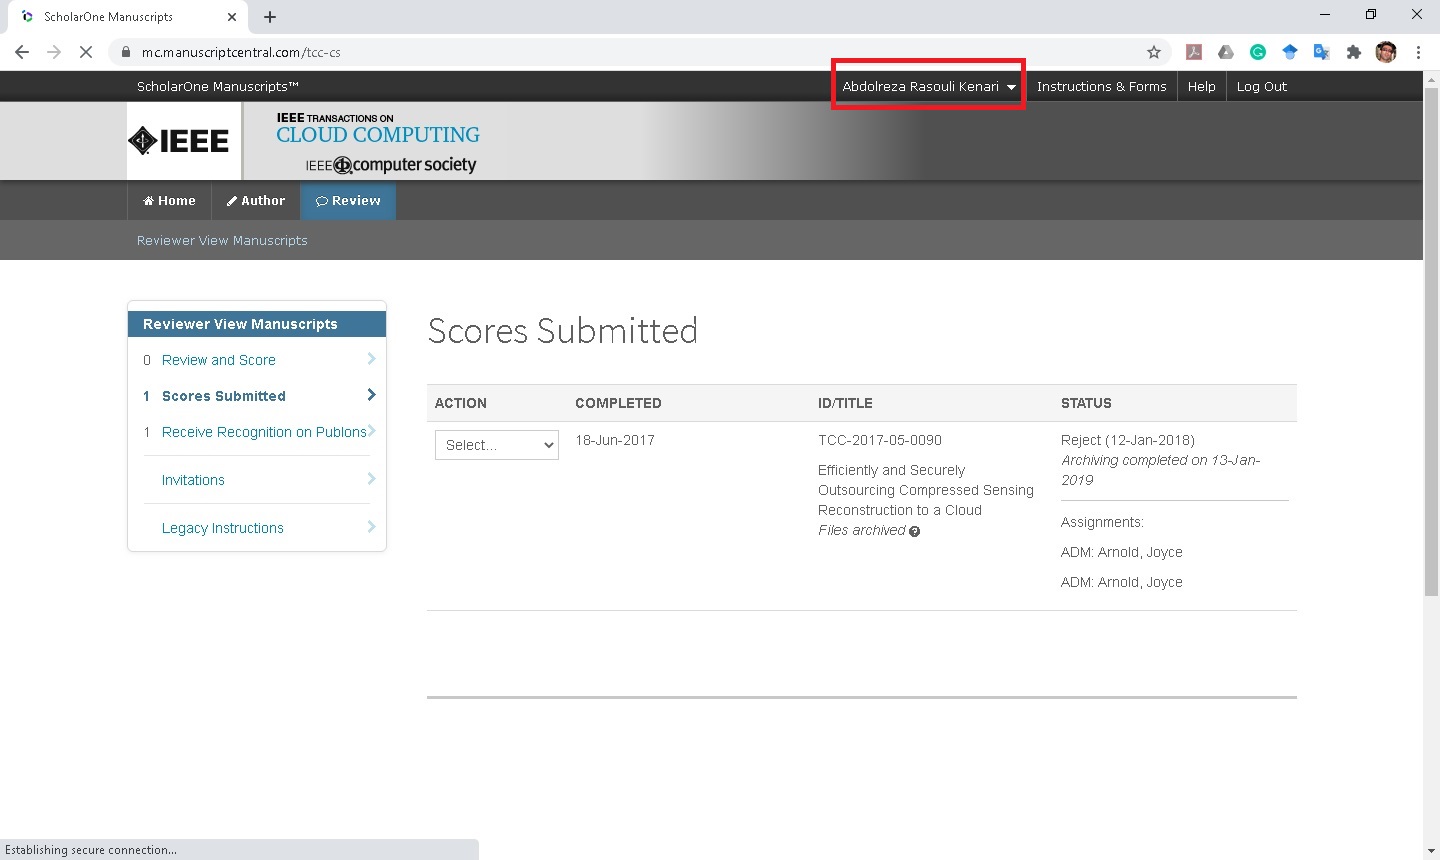 ScholarOne Manuscripts
mc.manuscriptcentral.com/tcc-cs
ScholarOne Manuscripts™
Abdolreza Rasouli Kenari
Instructions & Forms
Help
Log Out
IEEE
IEEE TRANSACTIONS ON
CLOUD COMPUTING
IEEE computer society
Home
Author
Review
Reviewer View Manuscripts
Reviewer View Manuscripts
0 Review and Score
1 Scores Submitted
1 Receive Recognition on Publons
Invitations
Legacy Instructions
Scores Submitted
ACTION COMPLETED ID/TITLE STATUS
Select...
18-Jun-2017
TCC-2017-05-0090
Efficiently and Securely
Outsourcing Compressed Sensing
Reconstruction to a Cloud
Files archived
Reject (12-Jan-2018)
Archiving completed on 13-Jan-
2019
Assignments:
ADM: Arnold, Joyce
ADM: Arnold, Joyce
Establishing secure connection...